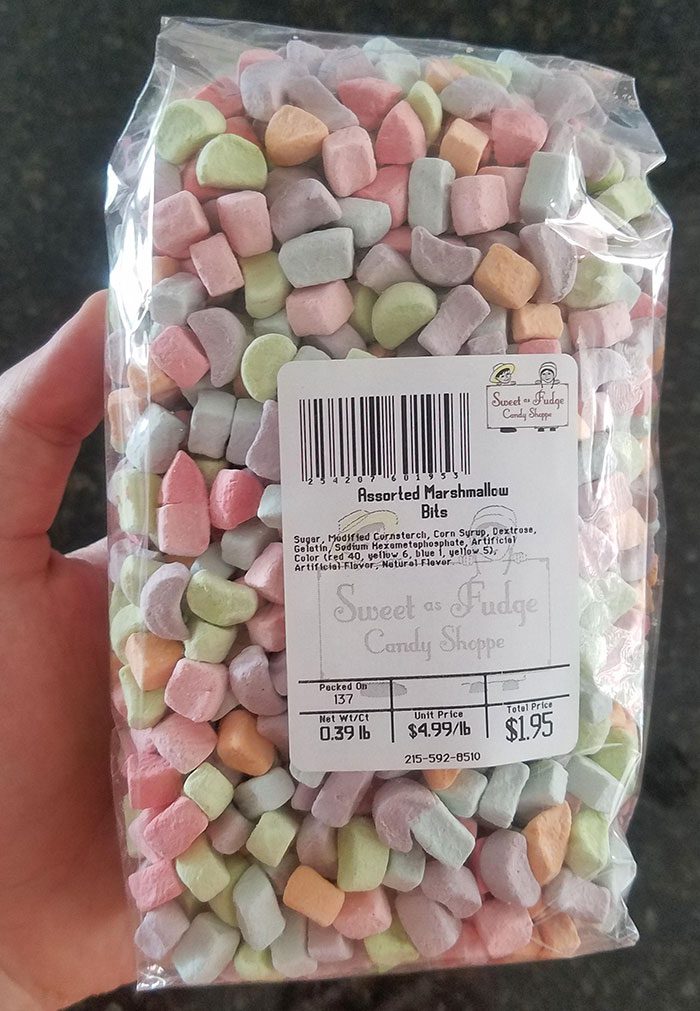 Sweet as Fudge
Candy Shoppe
2 54207 601953
Assorted Marshmallow
Bits
Sugar, Modified Cornstarch, Corn Syrup, Dextrose,
Gelatin, Sodium Hexametaphosphate, Artificial
Color (red 40, yellow 6, blue 1, yellow 5),
Artificial Flavor, Natural Flavor
Sweet as Fudge
Candy Shoppe
Packed On
137
Net Wt/Ct
0.39 lb
Unit Price
$4.99/lb
Total Price
$1.95
215-592-8510